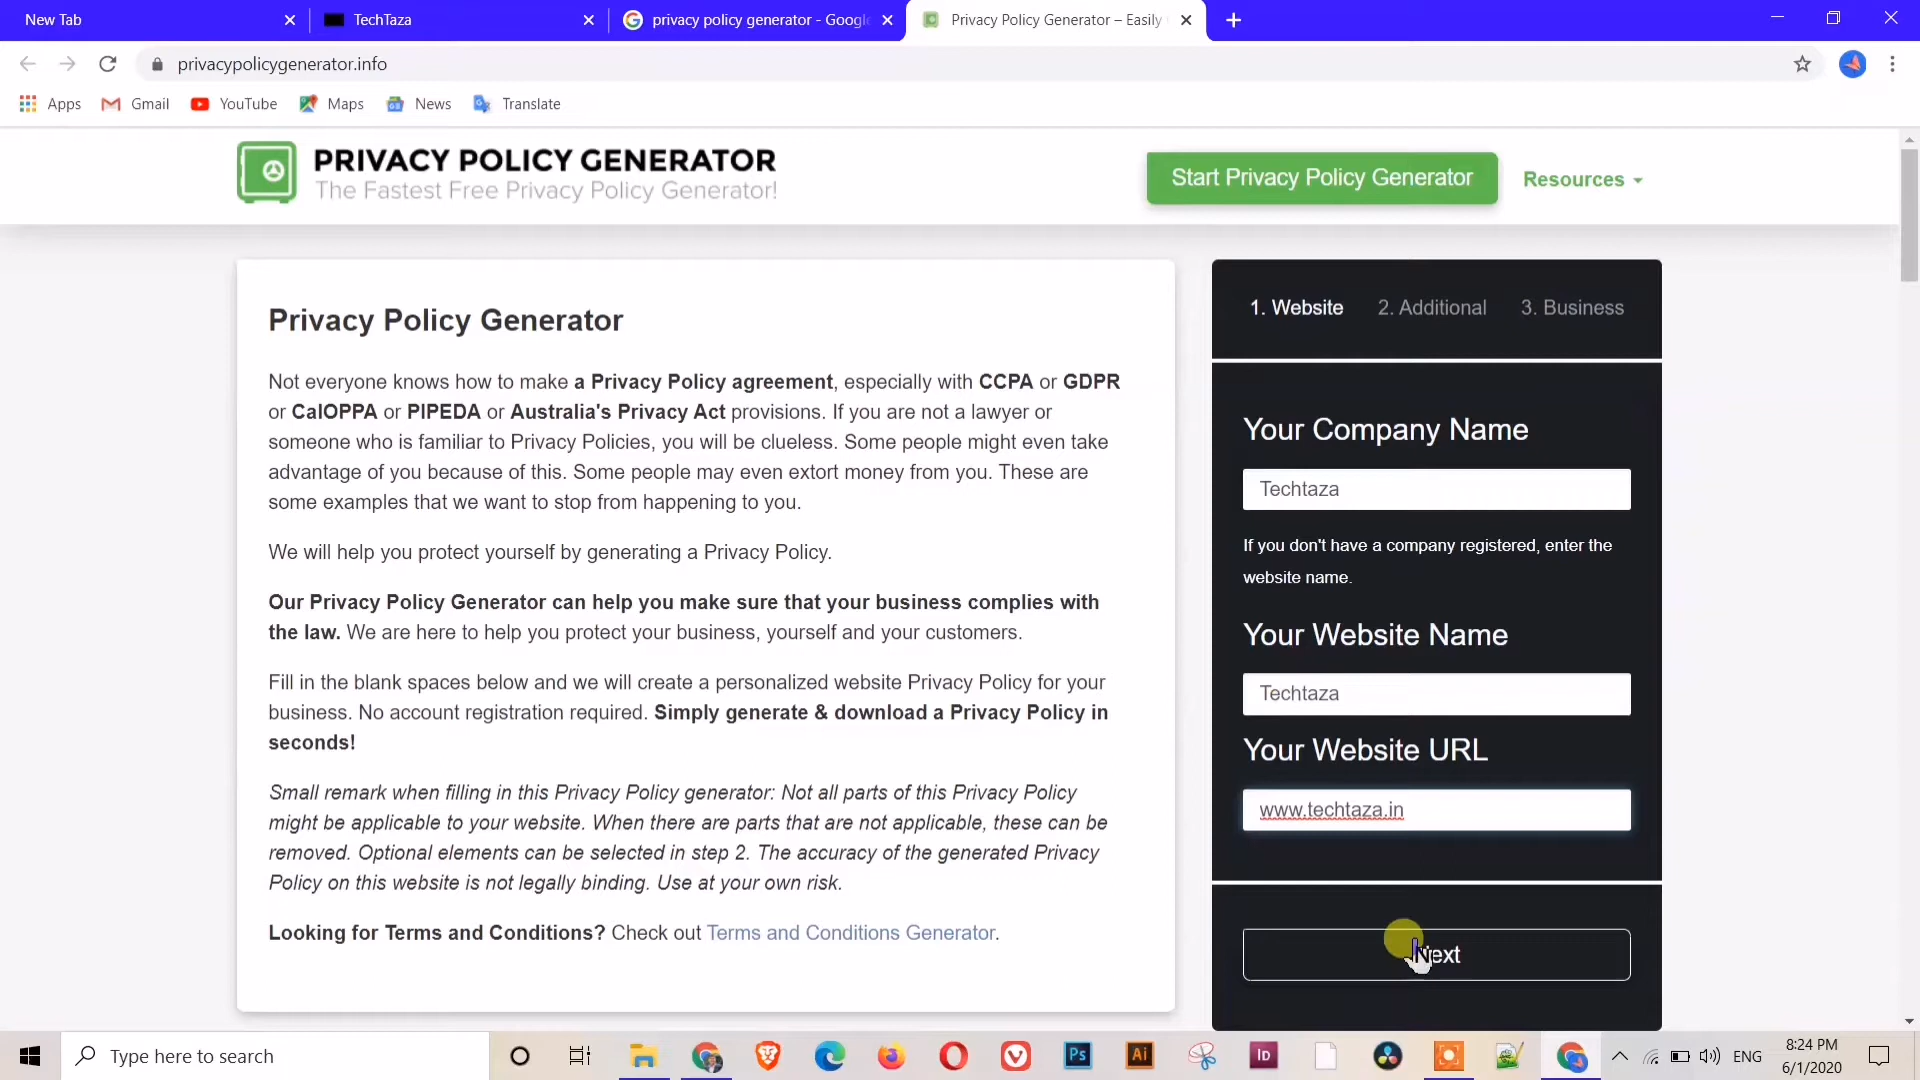 New Tab
TechTaza
privacy policy generator - Google
Privacy Policy Generator – Easily
privacypolicygenerator.info
Apps
Gmail
YouTube
Maps
News
Translate
PRIVACY POLICY GENERATOR
The Fastest Free Privacy Policy Generator!
Start Privacy Policy Generator
Resources
Privacy Policy Generator
Not everyone knows how to make a Privacy Policy agreement, especially with CCPA or GDPR
or CalOPPA or PIPEDA or Australia's Privacy Act provisions. If you are not a lawyer or
someone who is familiar to Privacy Policies, you will be clueless. Some people might even take
advantage of you because of this. Some people may even extort money from you. These are
some examples that we want to stop from happening to you.
We will help you protect yourself by generating a Privacy Policy.
Our Privacy Policy Generator can help you make sure that your business complies with
the law. We are here to help you protect your business, yourself and your customers.
Fill in the blank spaces below and we will create a personalized website Privacy Policy for your
business. No account registration required. Simply generate & download a Privacy Policy in
seconds!
Small remark when filling in this Privacy Policy generator: Not all parts of this Privacy Policy
might be applicable to your website. When there are parts that are not applicable, these can be
removed. Optional elements can be selected in step 2. The accuracy of the generated Privacy
Policy on this website is not legally binding. Use at your own risk.
Looking for Terms and Conditions? Check out Terms and Conditions Generator.
1. Website
2. Additional
3. Business
Your Company Name
Techtaza
If you don't have a company registered, enter the
website name.
Your Website Name
Techtaza
Your Website URL
www.techtaza.in
Next
Type here to search
Ps
Ai
Id
ENG
8:24 PM
6/1/2020